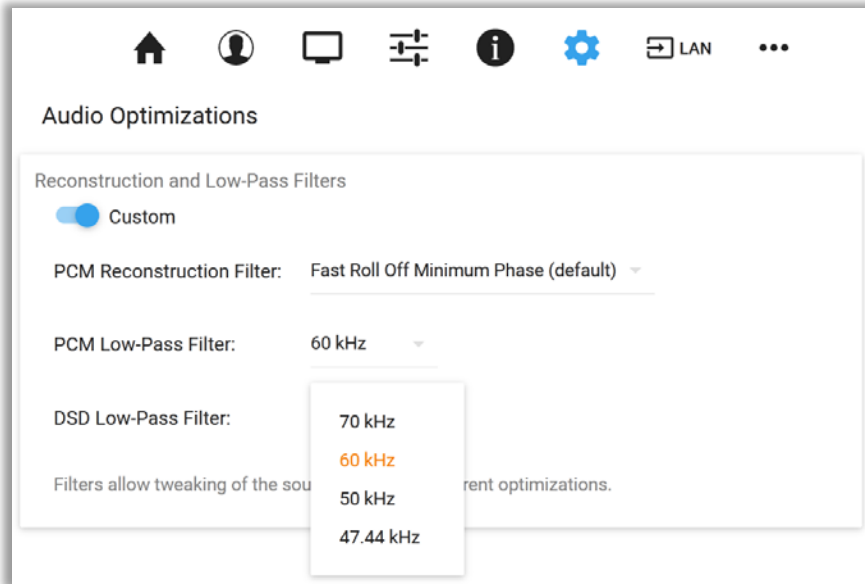 LAN
Audio Optimizations
Reconstruction and Low-Pass Filters
Custom
PCM Reconstruction Filter: Fast Roll Off Minimum Phase (default)
PCM Low-Pass Filter: 60 kHz
DSD Low-Pass Filter:
70 kHz
60 kHz
50 kHz
47.44 kHz
Filters allow tweaking of the sou rent optimizations.